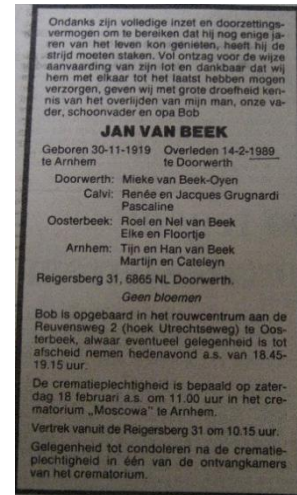 Ondanks zijn volledige inzet en doorzettings-
vermogen om te bereiken dat hij nog enige ja-
ren van het leven kon genieten, heeft hij de
strijd moeten staken. Vol ontzag voor de wijze
aanvaarding van zijn lot en dankbaar dat wij
hem met elkaar tot het laatst hebben mogen
verzorgen, geven wij met grote droefheid ken-
nis van het overlijden van mijn man, onze va-
der, schoonvader en opa Bob
JAN VAN BEEK
Geboren 30-11-1919 Overleden 14-2-1989
te Arnhem te Doorwerth
Doorwerth: Mieke van Beek-Oyen
Calvi: Renée en Jacques Grugnardi
Pascaline
Oosterbeek: Roel en Nel van Beek
Elke en Floortje
Arnhem: Tijn en Han van Beek
Martijn en Cateleyn
Reigersberg 31, 6865 NL Doorwerth.
Geen bloemen
Bob is opgebaard in het rouwcentrum aan de
Reuvensweg 2 (hoek Utrechtseweg) te Oos-
terbeek, alwaar eventueel gelegenheid is tot
afscheid nemen hedenavond a.s. van 18.45-
19.15 uur.
De crematieplechtigheid is bepaald op zater-
dag 18 februari a.s. om 11.00 uur in het cre-
matorium „Moscowa" te Arnhem.
Vertrek vanuit de Reigersberg 31 om 10.15 uur.
Gelegenheid tot condoleren na de crematie-
plechtigheid in één van de ontvangkamers
van het crematorium.